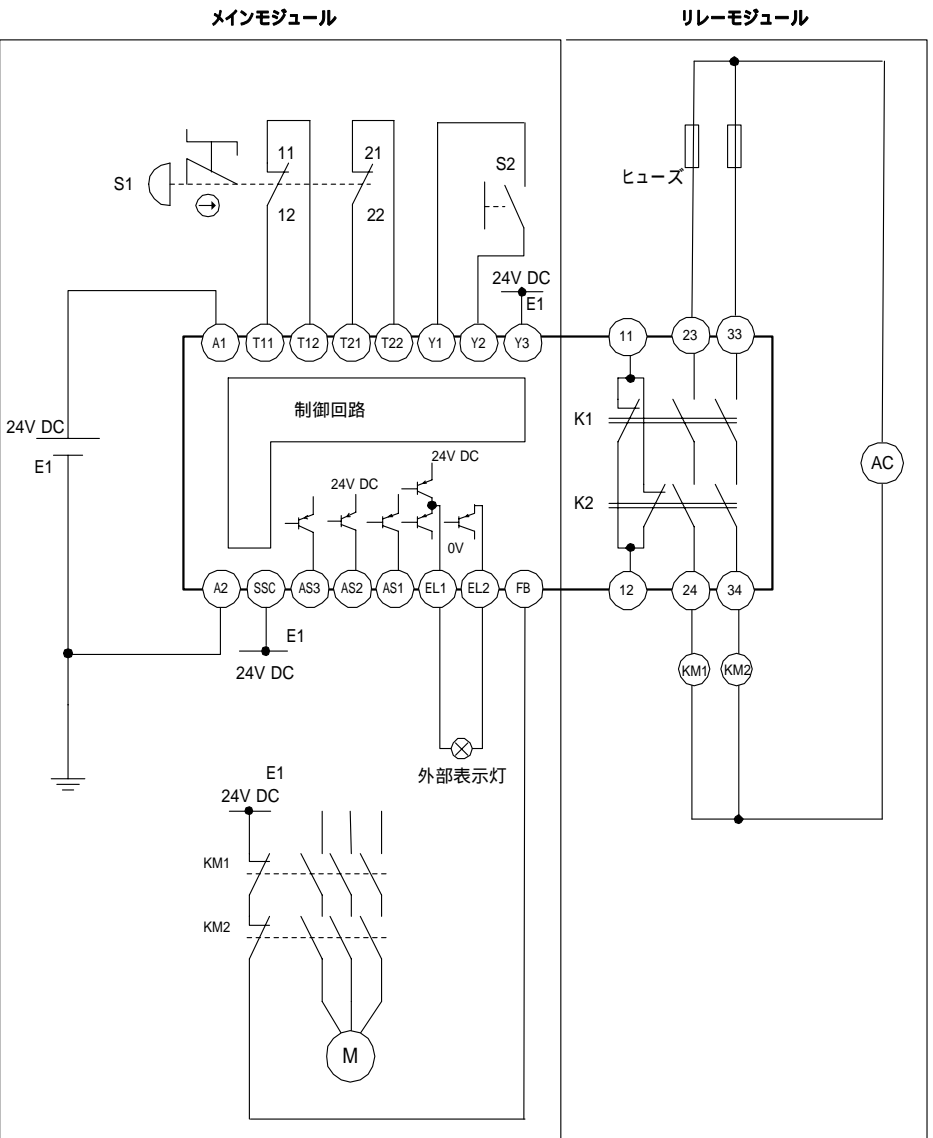 メインモジュール
リレーモジュール
S1
11
12
21
22
S2
ヒューズ
24V DC
E1
A1
T11
T12
T21
T22
Y1
Y2
Y3
11
23
33
制御回路
24V DC
E1
24V DC
24V DC
0V
K1
K2
AC
A2
SSC
AS3
AS2
AS1
EL1
EL2
FB
12
24
34
E1
24V DC
KM1
KM2
外部表示灯
E1
24V DC
KM1
KM2
M